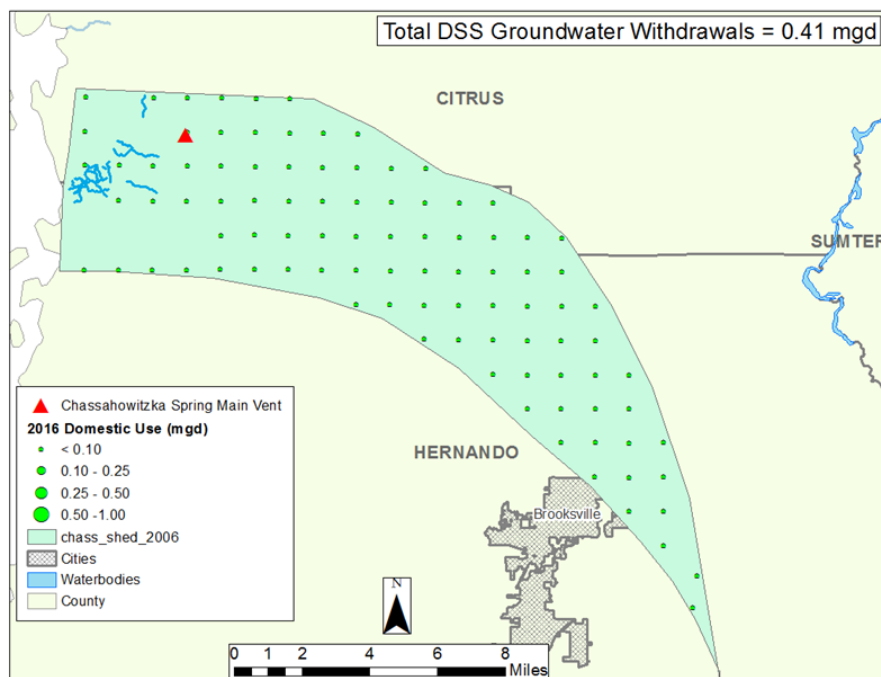 Total DSS Groundwater Withdrawals = 0.41 mgd
CITRUS
SUMTER
HERNANDO
Brooksville
Chassahowitzka Spring Main Vent
2016 Domestic Use (mgd)
< 0.10
0.10 - 0.25
0.25 - 0.50
0.50 -1.00
chass_shed_2006
Cities
Waterbodies
County
N
0 1 2 4 6 8
Miles